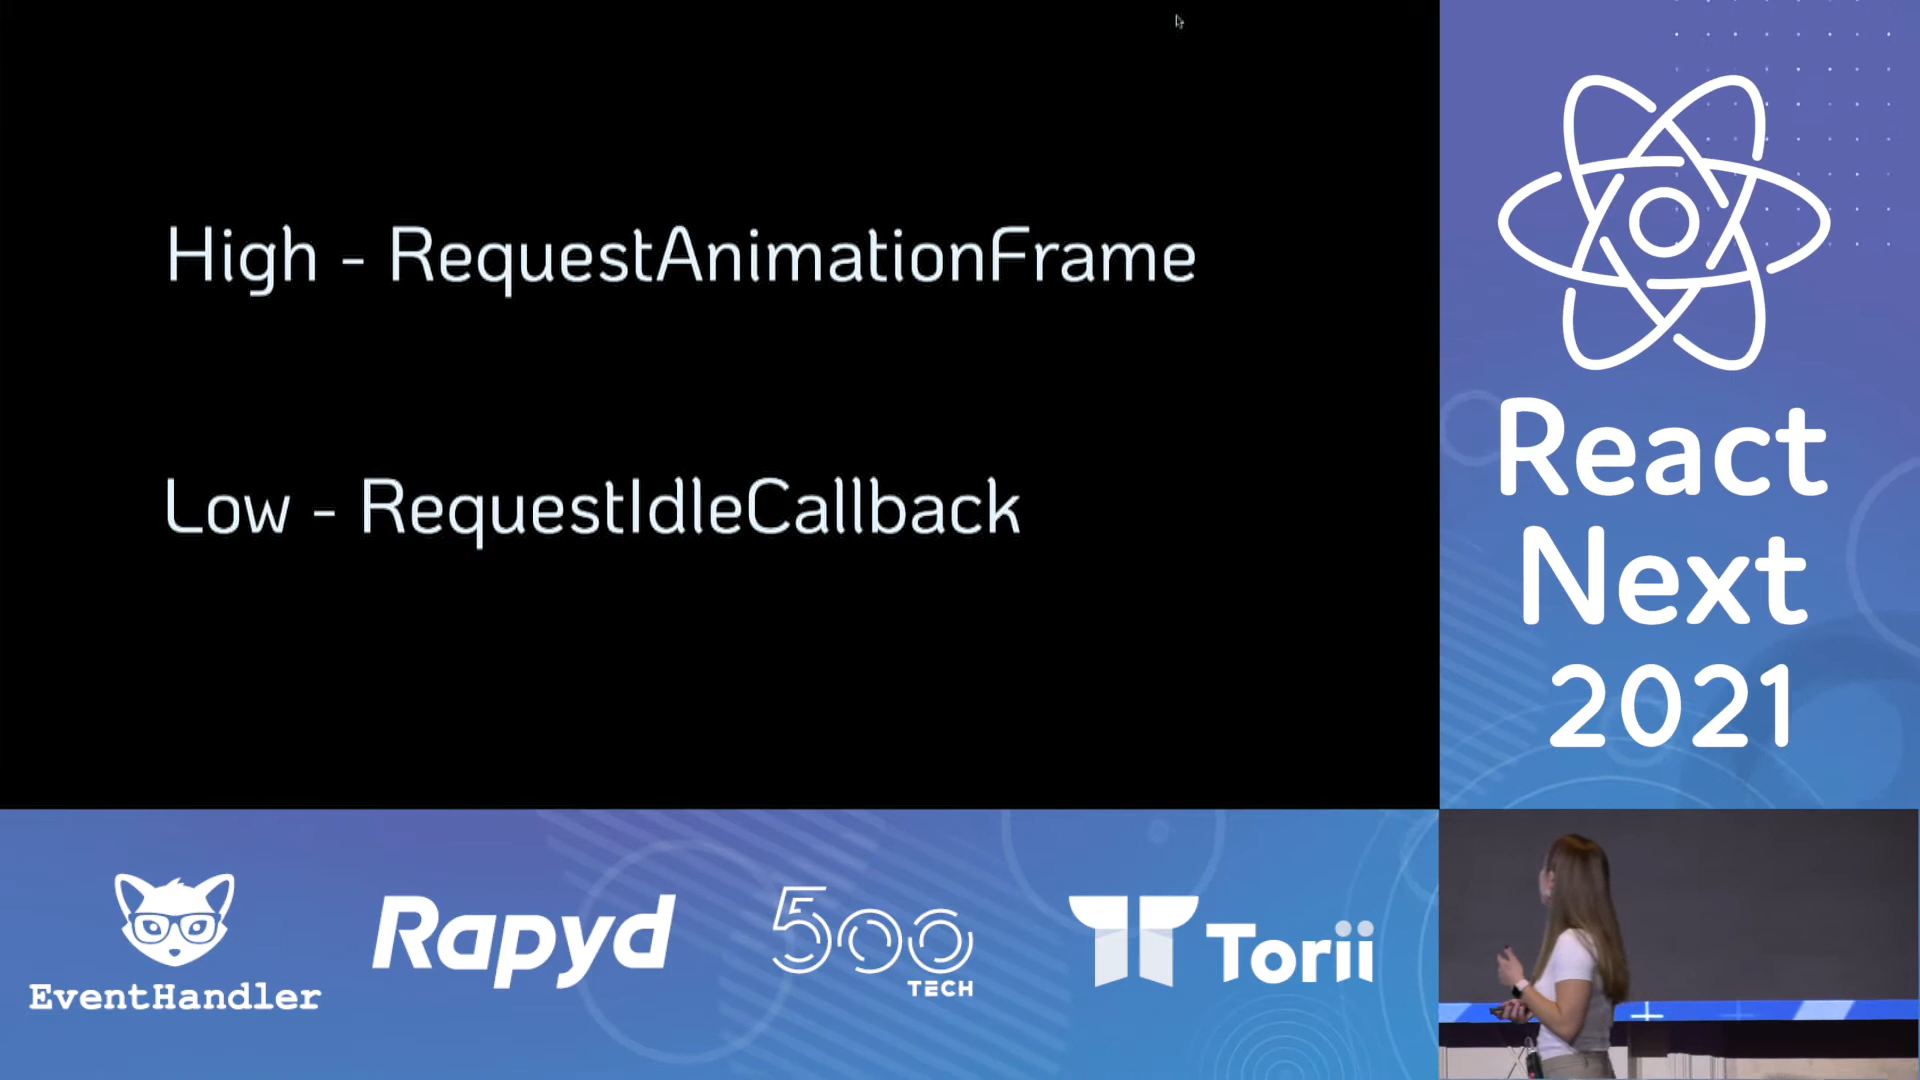 High - RequestAnimationFrame
Low - RequestIdleCallback
React
Next
2021
EventHandler
Rapyd
500
TECH
Torii